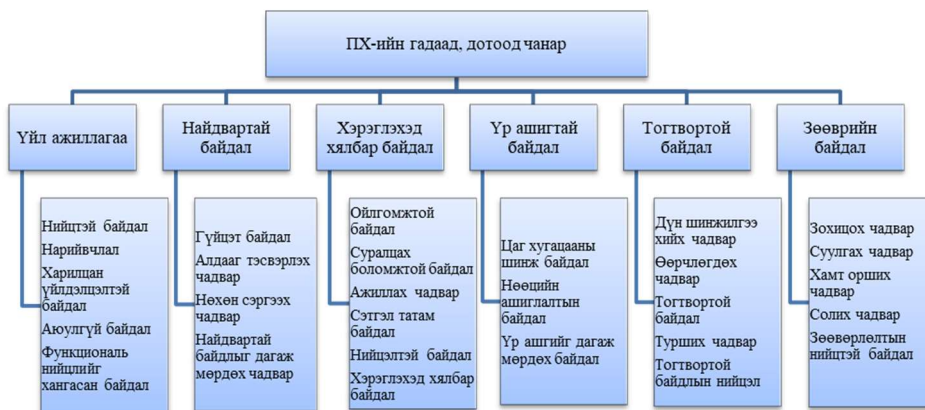 ПХ-ийн гадаад, дотоод чанар
Үйл ажиллагаа
Найдвартай
байдал
Хэрэглэхэд
хялбар байдал
Үр ашигтай
байдал
Тогтвортой
байдал
Зөөврийн
байдал
Нийцтэй байдал
Нарийвчлал
Харилцан
үйлдэлцэлтэй
байдал
Аюулгүй байдал
Функциональ
нийцлийг
хангасан байдал
Гүйцэт байдал
Алдааг тэсвэрлэх
чадвар
Нөхөн сэргээх
чадвар
Найдвартай
байдлыг дагаж
мөрдөх чадвар
Ойлгомжтой
байдал
Суралцах
боломжтой байдал
Ажиллах чадвар
Сэтгэл татам
байдал
Нийцэлтэй байдал
Хэрэглэхэд хялбар
байдал
Цаг хугацааны
шинж байдал
Нөөцийн
ашиглалтын
байдал
Үр ашгийг дагаж
мөрдөх байдал
Дүн шинжилгээ
хийх чадвар
Өөрчлөгдөх
чадвар
Тогтвортой
байдал
Турших чадвар
Тогтвортой
байдлын нийцэл
Зохицох чадвар
Суулгах чадвар
Хамт орших
чадвар
Солих чадвар
Зөөвөрлөлтын
нийцтэй байдал